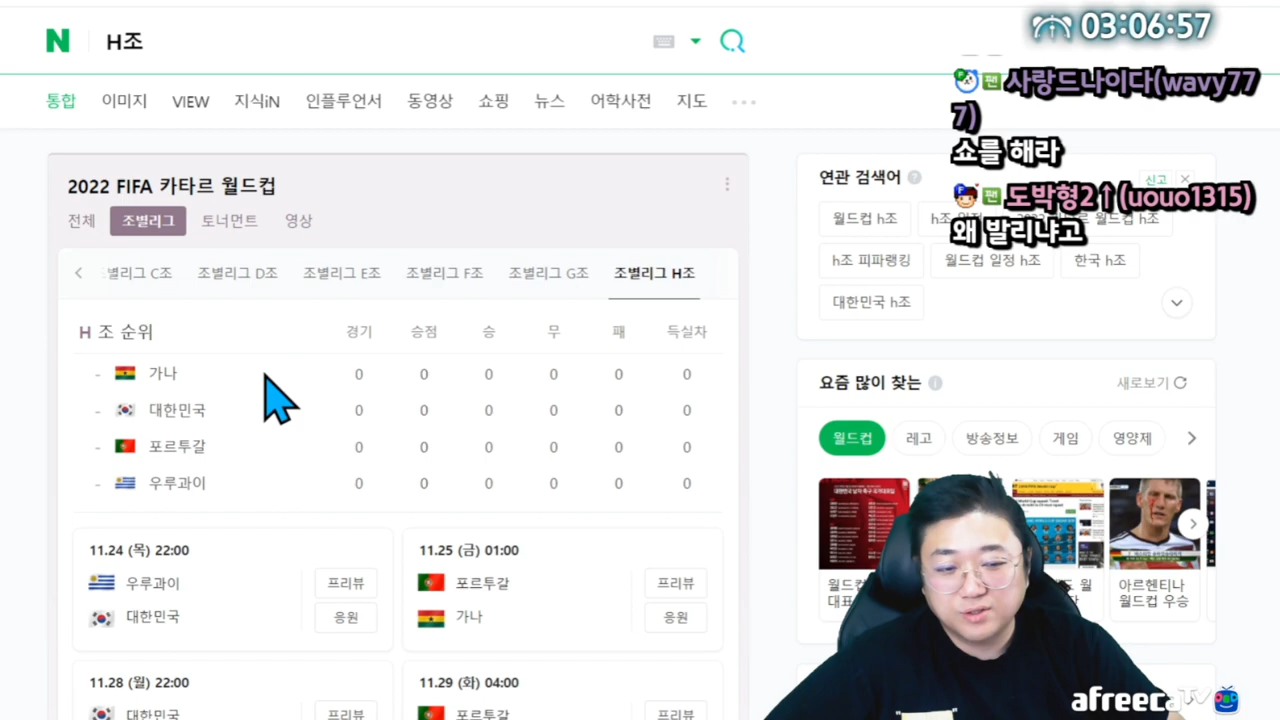 N H조
03:06:57
통합 이미지 VIEW 지식iN 인플루언서 동영상 쇼핑 뉴스 어학사전 지도
팬 사랑드나이다(wavy77
7)
쇼를 해라
팬 도박형2↑(uouo1315)
왜 발리냐고
2022 FIFA 카타르 월드컵
전체 조별리그 토너먼트 영상
별리그 C조 조별리그 D조 조별리그 E조 조별리그 F조 조별리그 G조 조별리그 H조
H 조 순위 경기 승점 승 무 패 득실차
- 가나 0 0 0 0 0 0
- 대한민국 0 0 0 0 0 0
- 포르투갈 0 0 0 0 0 0
- 우루과이 0 0 0 0 0 0
11.24 (목) 22:00
우루과이 프리뷰
대한민국 응원
11.25 (금) 01:00
포르투갈 프리뷰
가나 응원
11.28 (월) 22:00
대한민국 프리뷰
11.29 (화) 04:00
포르투갈 프리뷰
연관 검색어 신고
월드컵 h조
월드컵 h조
h조 피파랭킹 월드컵 일정 h조 한국 h조
대한민국 h조
요즘 많이 찾는 새로보기
월드컵 레고 방송정보 게임 영양제
아르헨티나
월드컵 우승
afreecaTV